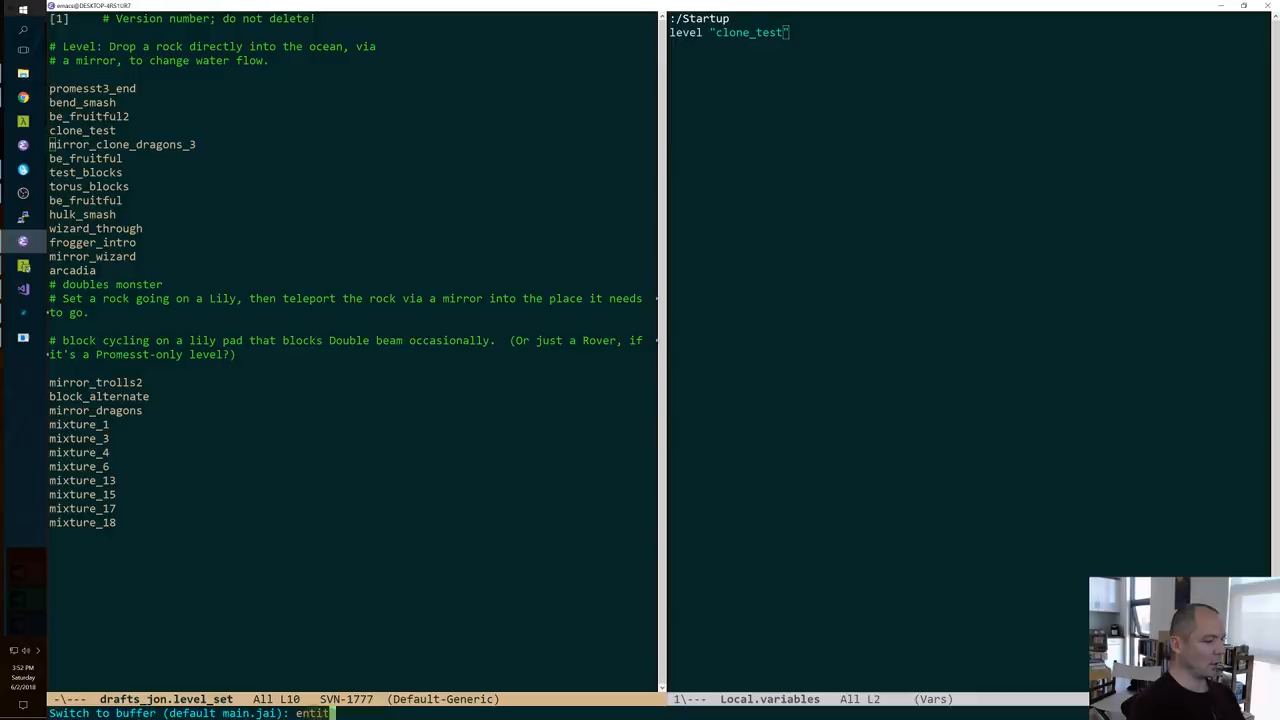 emacs@DESKTOP-4RS1UR7
[1]     # Version number; do not delete!
# Level: Drop a rock directly into the ocean, via
# a mirror, to change water flow.
promesst3_end
bend_smash
be_fruitful2
clone_test
mirror_clone_dragons_3
be_fruitful
test_blocks
torus_blocks
be_fruitful
hulk_smash
wizard_through
frogger_intro
mirror_wizard
arcadia
# doubles monster
# Set a rock going on a Lily, then teleport the rock via a mirror into the place it needs
to go.
# block cycling on a lily pad that blocks Double beam occasionally.  (Or just a Rover, if
it's a Promesst-only level?)
mirror_trolls2
block_alternate
mirror_dragons
mixture_1
mixture_3
mixture_4
mixture_6
mixture_13
mixture_15
mixture_17
mixture_18
-\---  drafts_jon.level_set   All L10   SVN-1777  (Default-Generic)
Switch to buffer (default main.jai): entit
:/Startup
level "clone_test"
1\---  Local.variables   All L2   (Vars)
3:52 PM
Saturday
6/2/2018